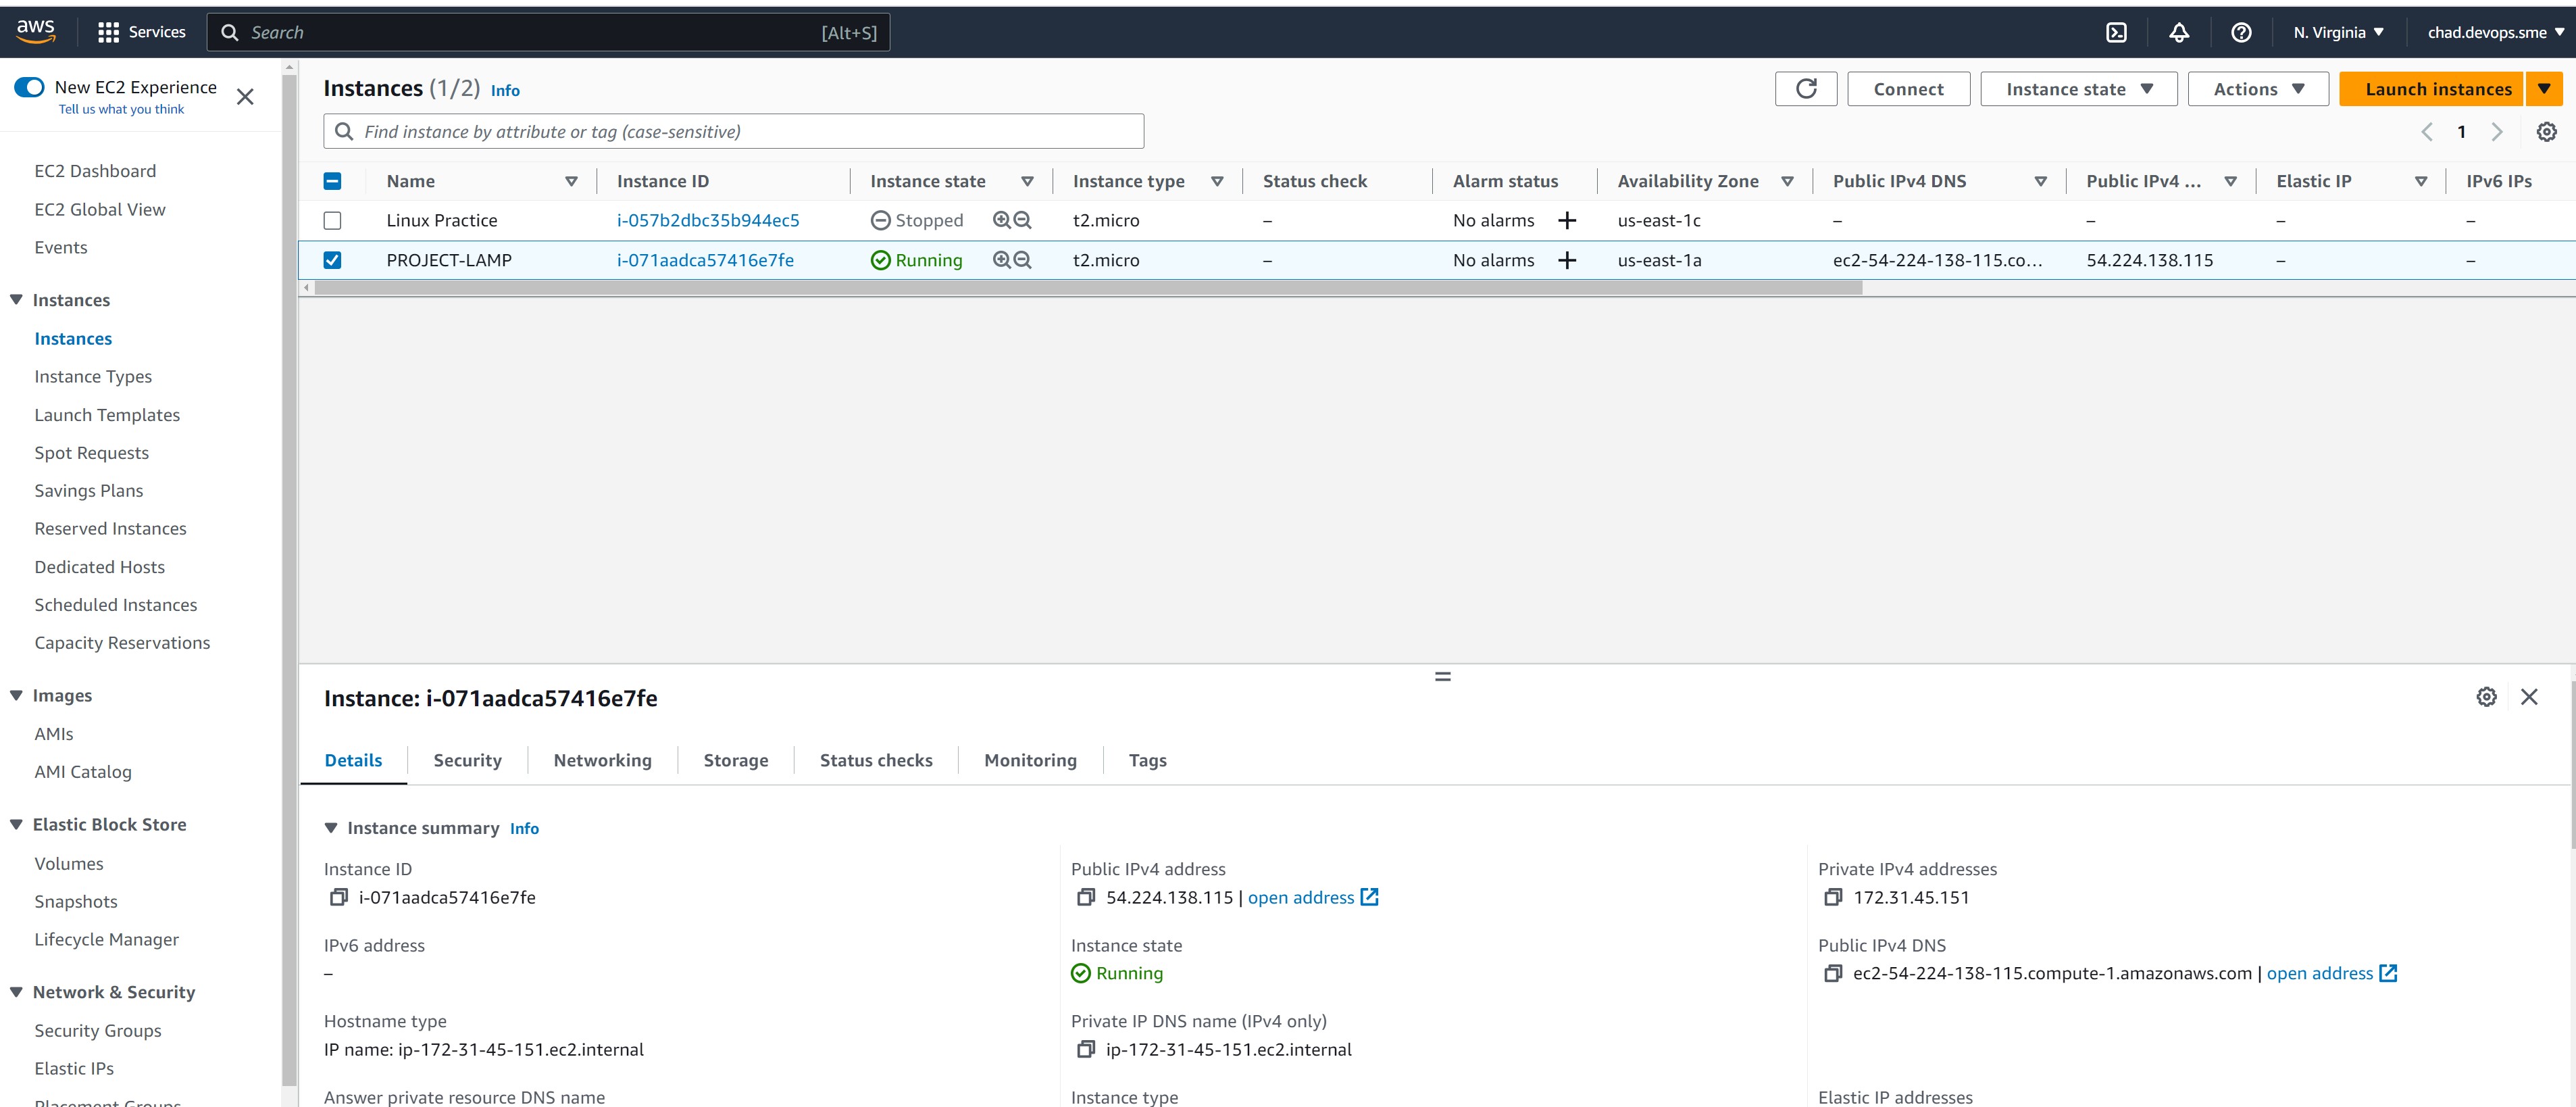 aws Services Search [Alt+S] N. Virginia chad.devops.sme
New EC2 Experience
Tell us what you think
EC2 Dashboard
EC2 Global View
Events
Instances
Instances
Instance Types
Launch Templates
Spot Requests
Savings Plans
Reserved Instances
Dedicated Hosts
Scheduled Instances
Capacity Reservations
Images
AMIs
AMI Catalog
Elastic Block Store
Volumes
Snapshots
Lifecycle Manager
Network & Security
Security Groups
Elastic IPs
Placement Groups
Instances (1/2) Info Connect Instance state Actions Launch instances
Find instance by attribute or tag (case-sensitive) 1
Name Instance ID Instance state Instance type Status check Alarm status Availability Zone Public IPv4 DNS Public IPv4 ... Elastic IP IPv6 IPs
Linux Practice i-057b2dbc35b944ec5 Stopped t2.micro – No alarms us-east-1c – – – –
PROJECT-LAMP i-071aadca57416e7fe Running t2.micro – No alarms us-east-1a ec2-54-224-138-115.co... 54.224.138.115 – –
Instance: i-071aadca57416e7fe
Details Security Networking Storage Status checks Monitoring Tags
Instance summary Info
Instance ID Public IPv4 address Private IPv4 addresses
i-071aadca57416e7fe 54.224.138.115 | open address 172.31.45.151
IPv6 address Instance state Public IPv4 DNS
– Running ec2-54-224-138-115.compute-1.amazonaws.com | open address
Hostname type Private IP DNS name (IPv4 only)
IP name: ip-172-31-45-151.ec2.internal ip-172-31-45-151.ec2.internal
Answer private resource DNS name Instance type Elastic IP addresses